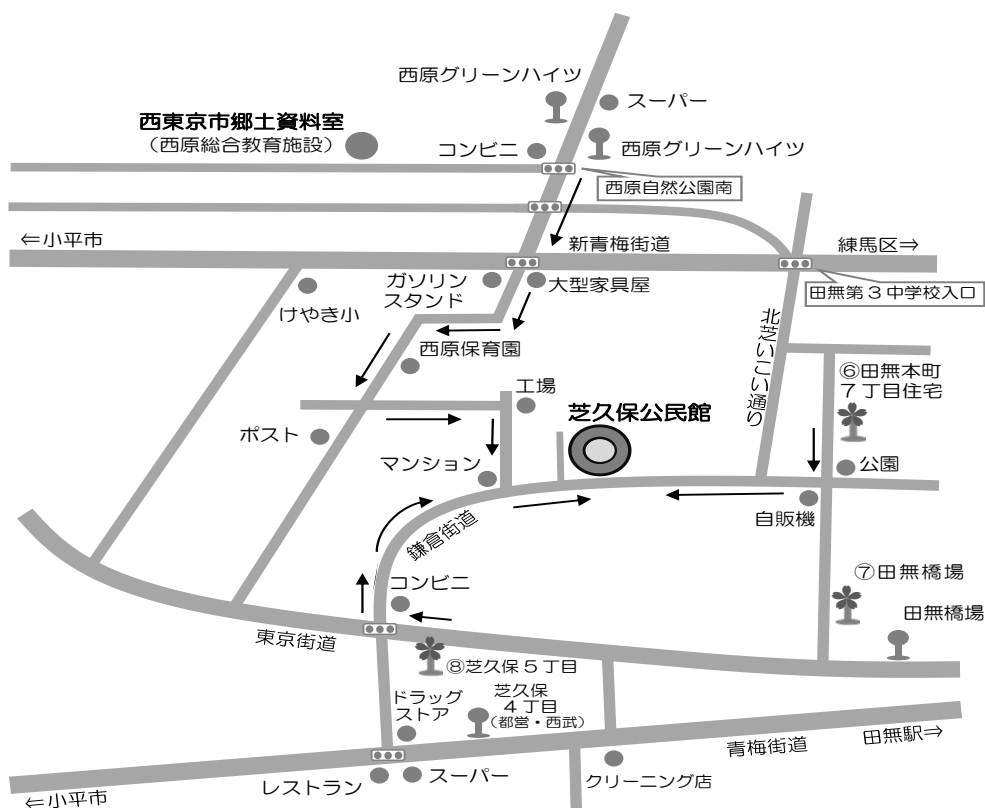 西原グリーンハイツ
スーパー
西東京市郷土資料室
（西原総合教育施設）
コンビニ
西原グリーンハイツ
西原自然公園南
⇐小平市
新青梅街道
練馬区⇒
ガソリン
スタンド
大型家具屋
田無第３中学校入口
けやき小
北芝いこい通り
西原保育園
⑥田無本町
７丁目住宅
工場
芝久保公民館
ポスト
マンション
公園
自販機
鎌倉街道
コンビニ
⑦田無橋場
田無橋場
東京街道
⑧芝久保５丁目
ドラッグ
ストア
芝久保
４丁目
（都営・西武）
青梅街道
田無駅⇒
レストラン
スーパー
クリーニング店
⇐小平市